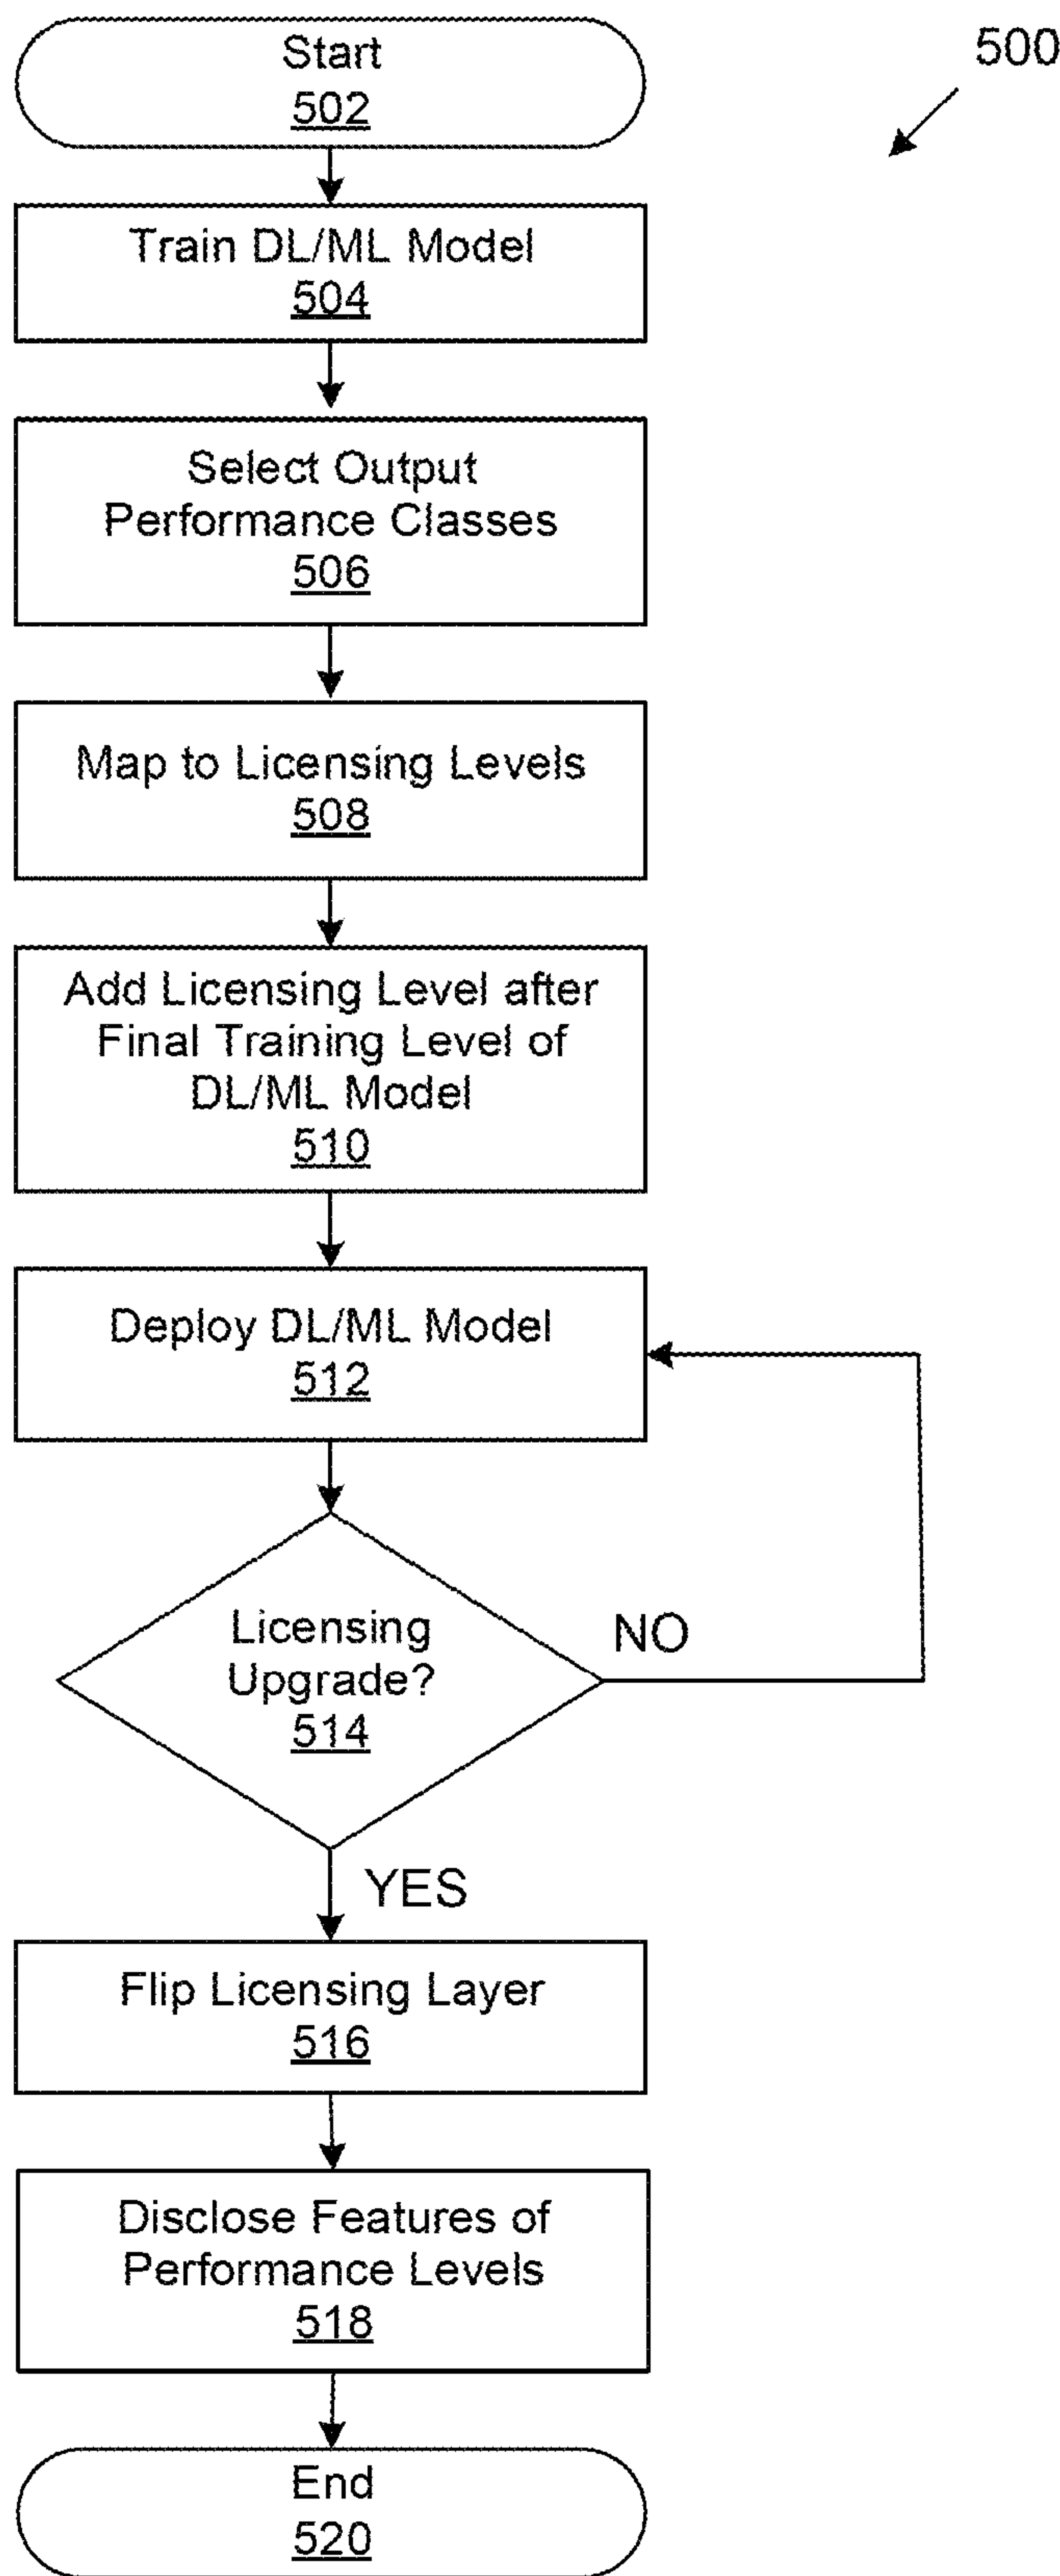 500
Start
502
Train DL/ML Model
504
Select Output
Performance Classes
506
Map to Licensing Levels
508
Add Licensing Level after
Final Training Level of
DL/ML Model
510
Deploy DL/ML Model
512
Licensing
Upgrade?
514
NO
YES
Flip Licensing Layer
516
Disclose Features of
Performance Levels
518
End
520